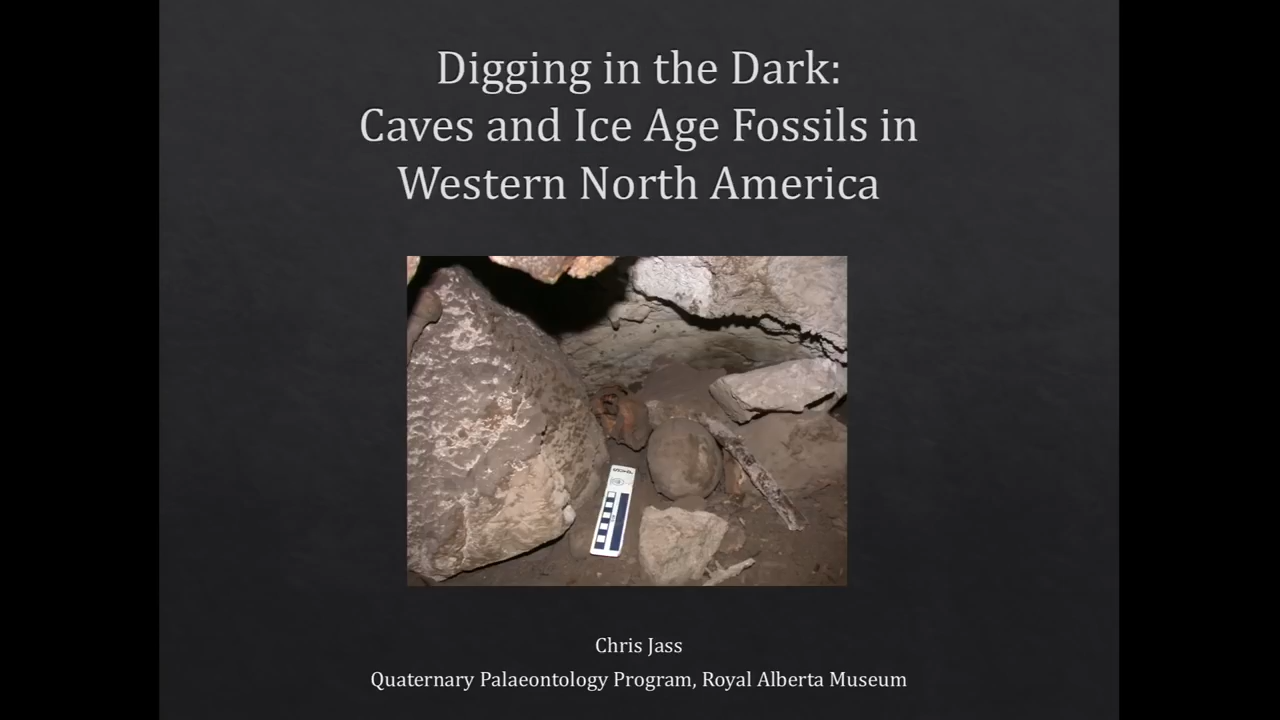 Digging in the Dark:
Caves and Ice Age Fossils in
Western North America
Chris Jass
Quaternary Palaeontology Program, Royal Alberta Museum